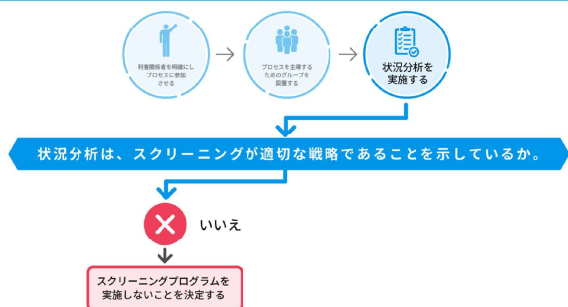 利害関係者を明確にし
プロセスに参加
させる
プロセスを主導する
ためのグループを
設置する
状況分析を
実施する
状況分析は、スクリーニングが適切な戦略であることを示しているか。
いいえ
スクリーニングプログラムを
実施しないことを決定する